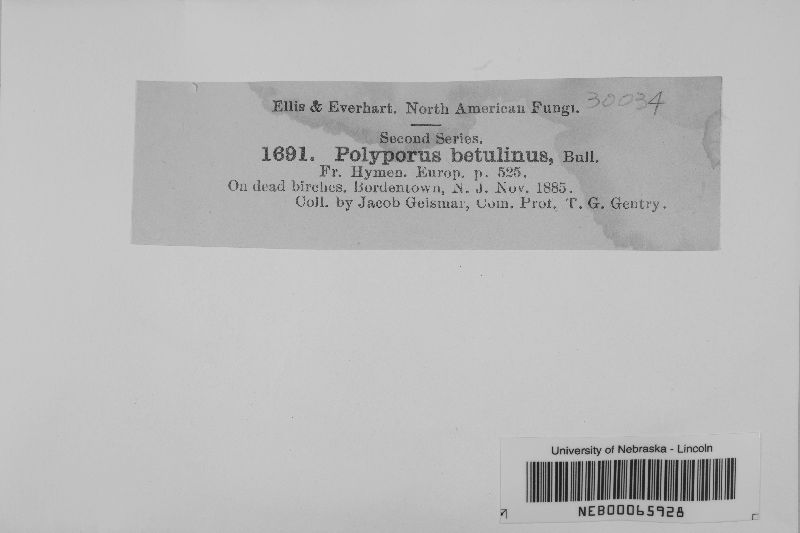 Ellis & Everhart. North American Fungi. 30034
Second Series.
1691. Polyporus betulinus, Bull.
Fr. Hymen. Europ. p. 525.
On dead birches, Bordentown, N. J. Nov. 1885.
Coll. by Jacob Geismar, Com. Prof. T. G. Gentry.
University of Nebraska - Lincoln
NEB00065928